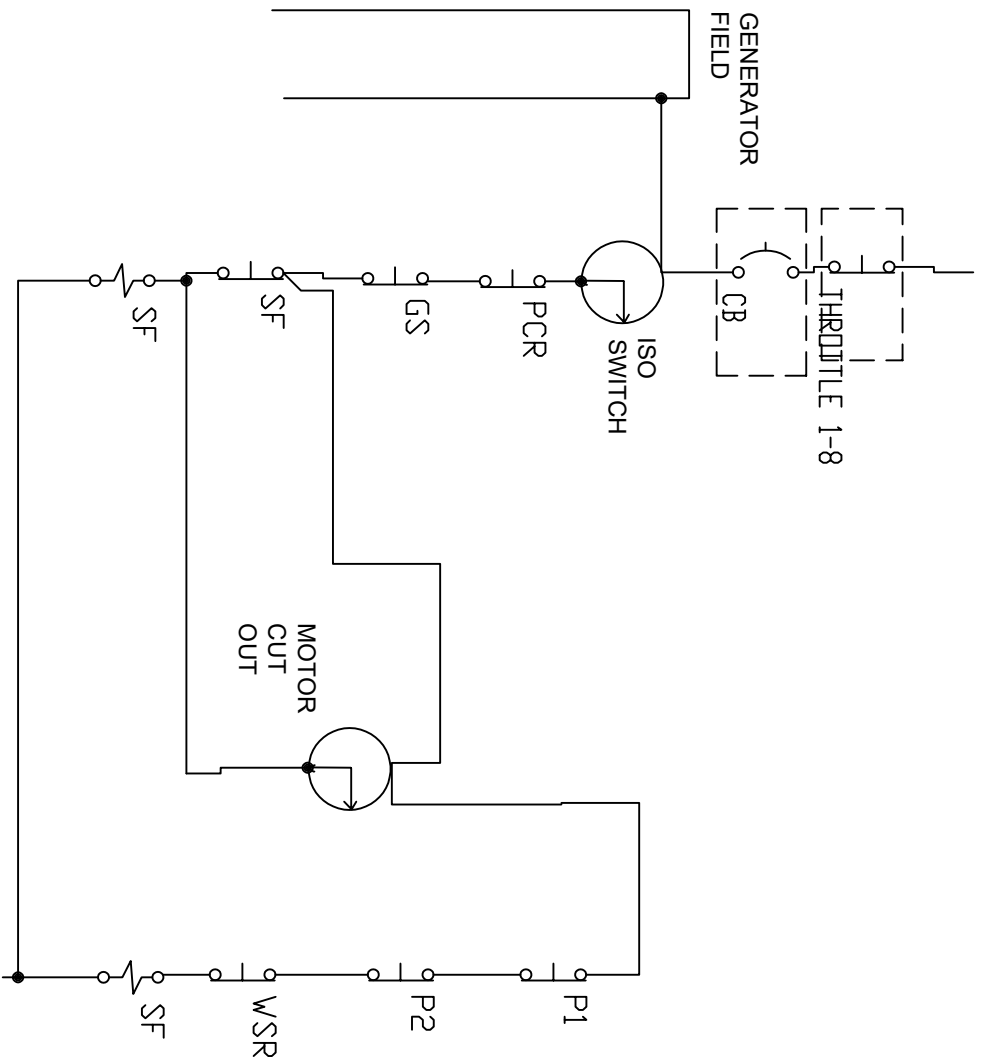 GENERATOR
FIELD
THROTTLE 1-8
CB
ISO
SWITCH
PCR
GS
SF
SF
MOTOR
CUT
OUT
P1
P2
WSR
SF